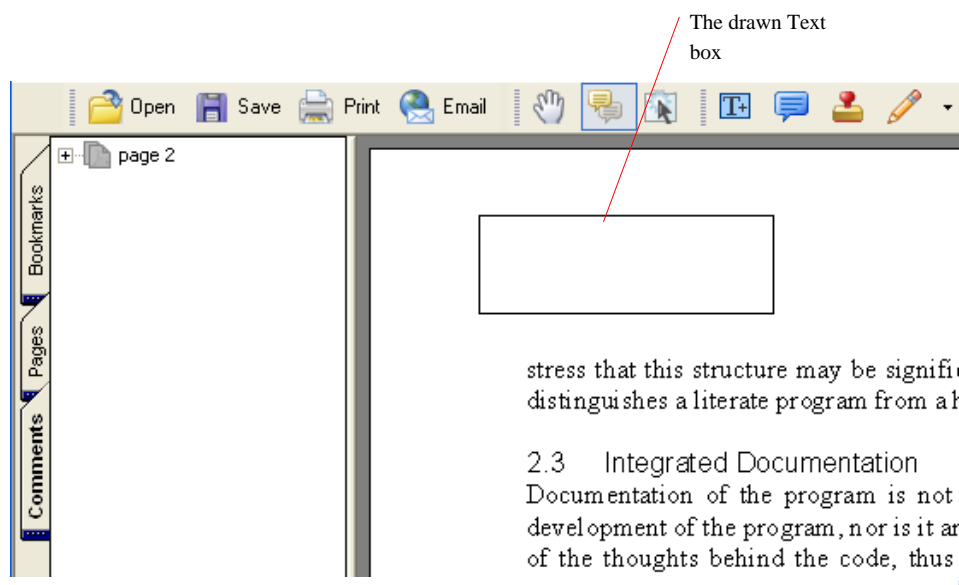 The drawn Text
box
Open Save Print Email
T+
page 2
Bookmarks
Pages
Comments
stress that this structure may be
distinguishes a literate program from a
2.3 Integrated Documentation
Documentation of the program is not
development of the program, nor is it
of the thoughts behind the code, thus